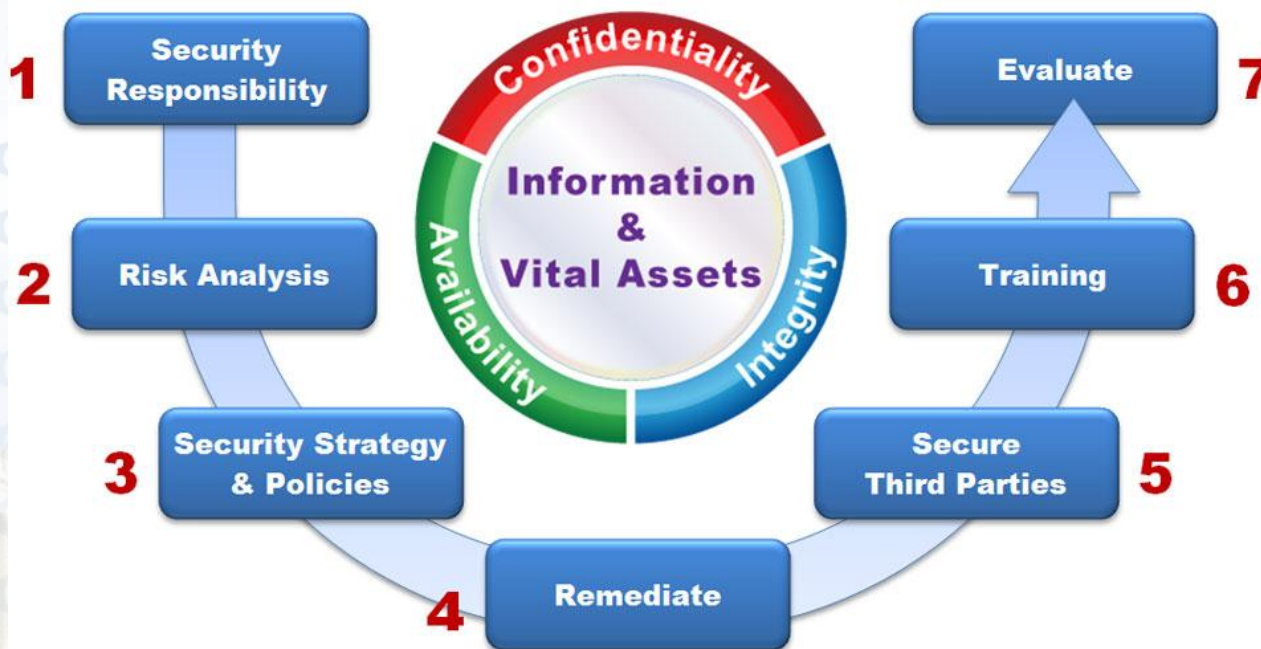 1
Security
Responsibility
2
Risk Analysis
3
Security Strategy
& Policies
4
Remediate
5
Secure
Third Parties
6
Training
7
Evaluate
Confidentiality
Integrity
Availability
Information
&
Vital Assets